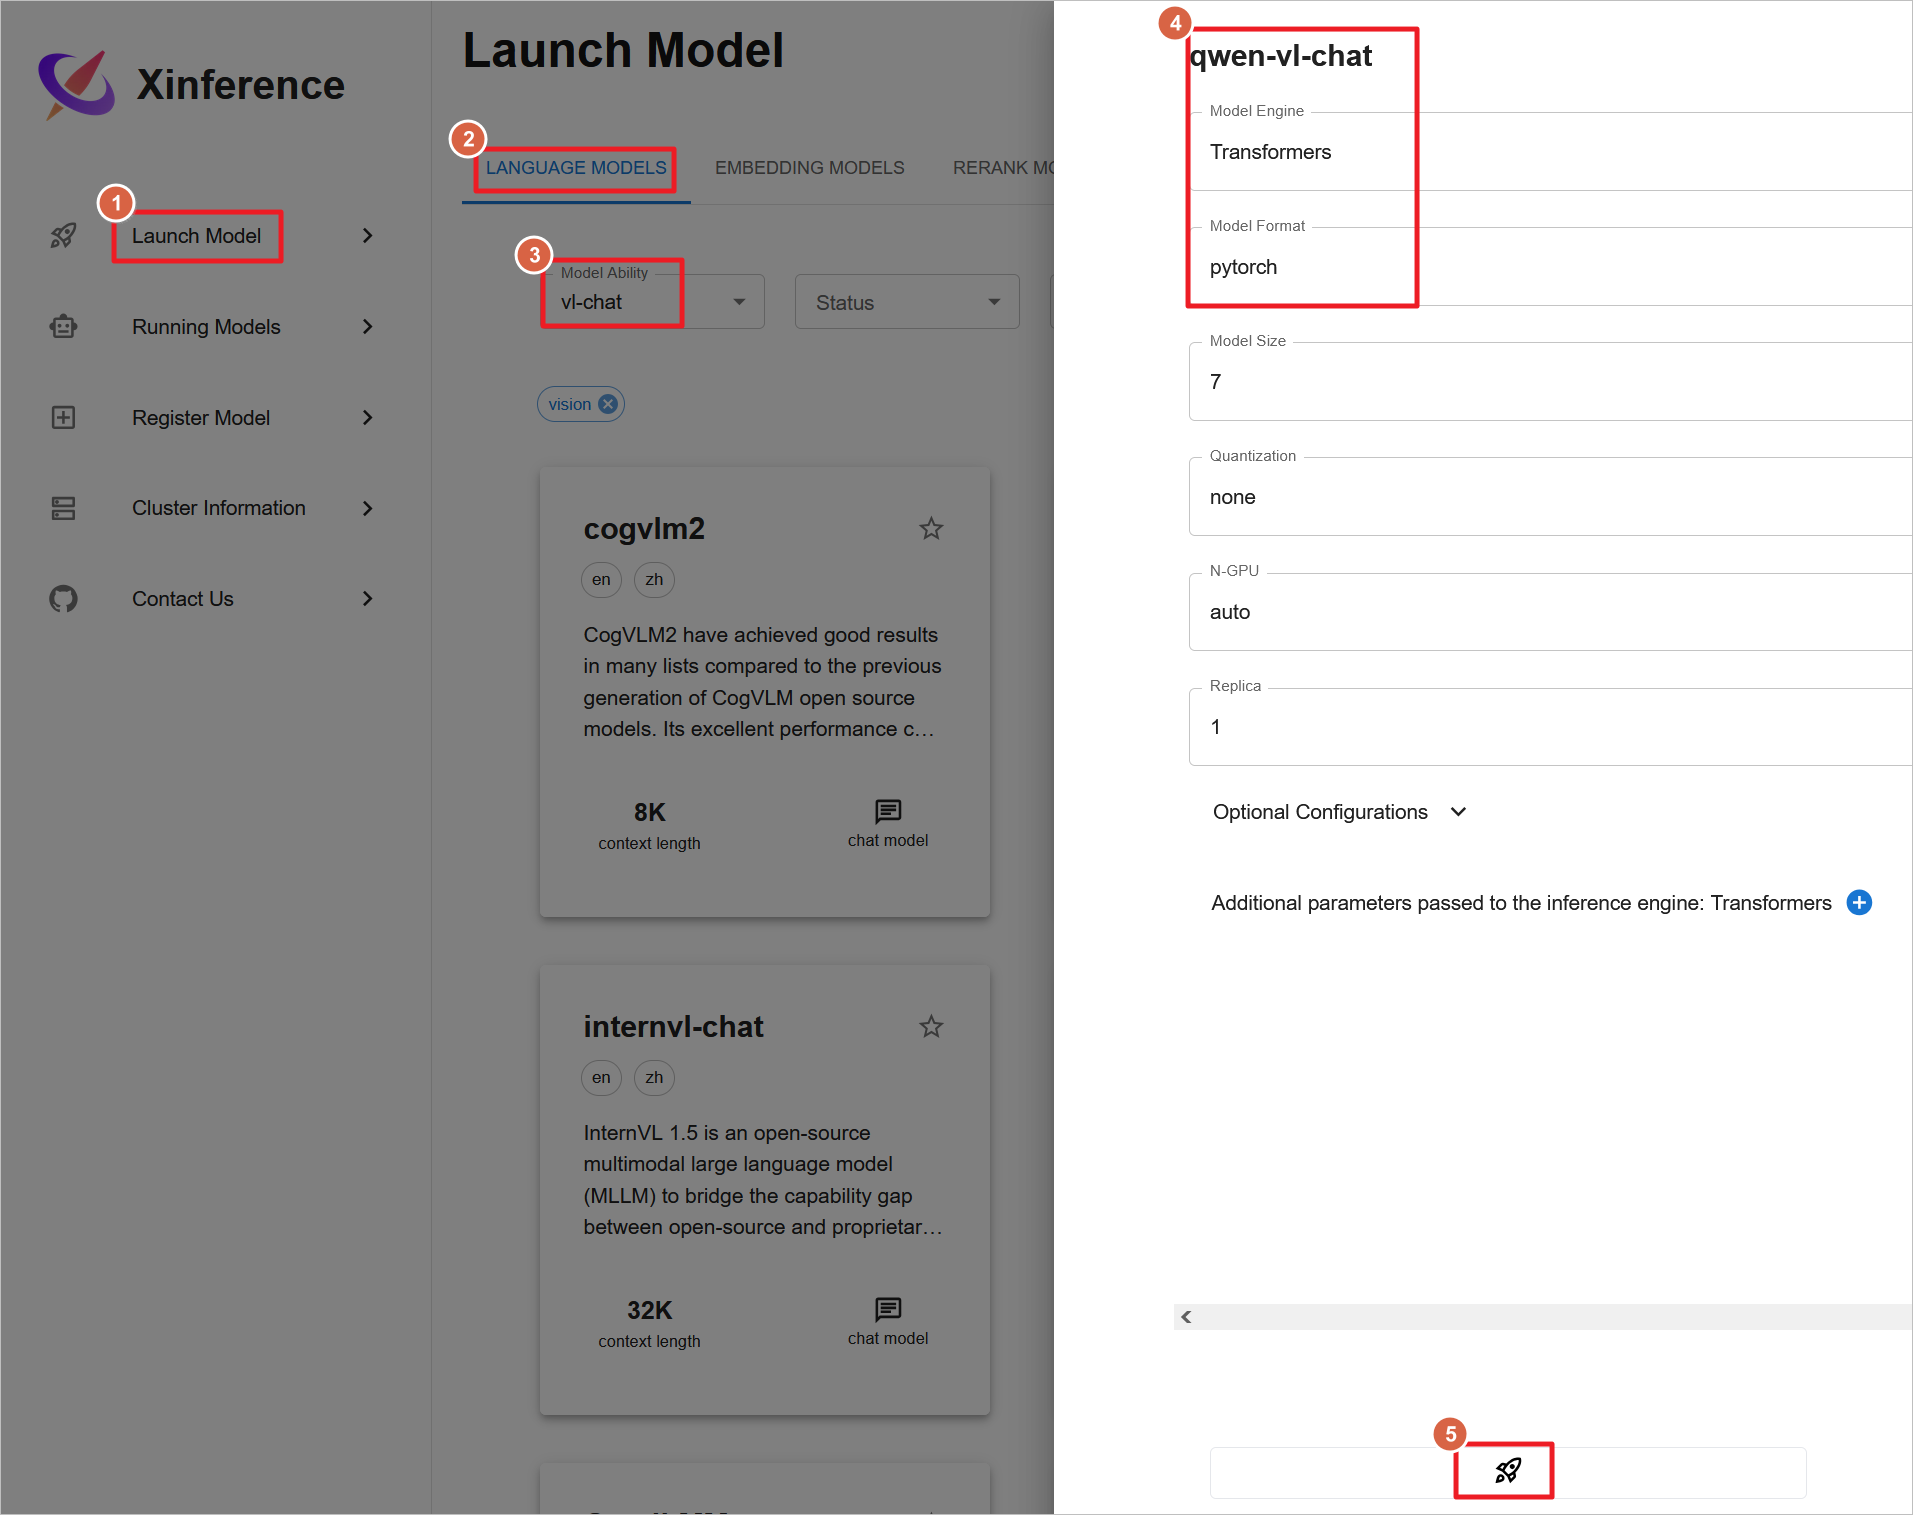 Xinference
1
Launch Model
Running Models
Register Model
Cluster Information
Contact Us
Launch Model
2
LANGUAGE MODELS
EMBEDDING MODELS
RERANK MO
3
Model Ability
vl-chat
Status
vision
cogvlm2
en
zh
CogVLM2 have achieved good results
in many lists compared to the previous
generation of CogVLM open source
models. Its excellent performance c…
8K
context length
chat model
internvl-chat
en
zh
InternVL 1.5 is an open-source
multimodal large language model
(MLLM) to bridge the capability gap
between open-source and proprietar…
32K
context length
chat model
4
qwen-vl-chat
Model Engine
Transformers
Model Format
pytorch
Model Size
7
Quantization
none
N-GPU
auto
Replica
1
Optional Configurations
Additional parameters passed to the inference engine: Transformers
5